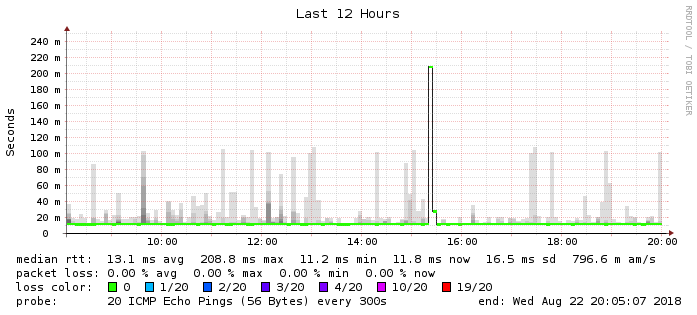 Last 12 Hours
RRDTOOL / TOBI OETIKER
Seconds
240 m
220 m
200 m
180 m
160 m
140 m
120 m
100 m
80 m
60 m
40 m
20 m
0
10:00 12:00 14:00 16:00 18:00 20:00
median rtt: 13.1 ms avg 208.8 ms max 11.2 ms min 11.8 ms now 16.5 ms sd 796.6 m am/s
packet loss: 0.00 % avg 0.00 % max 0.00 % min 0.00 % now
loss color: 0 1/20 2/20 3/20 4/20 10/20 19/20
probe: 20 ICMP Echo Pings (56 Bytes) every 300s end: Wed Aug 22 20:05:07 2018